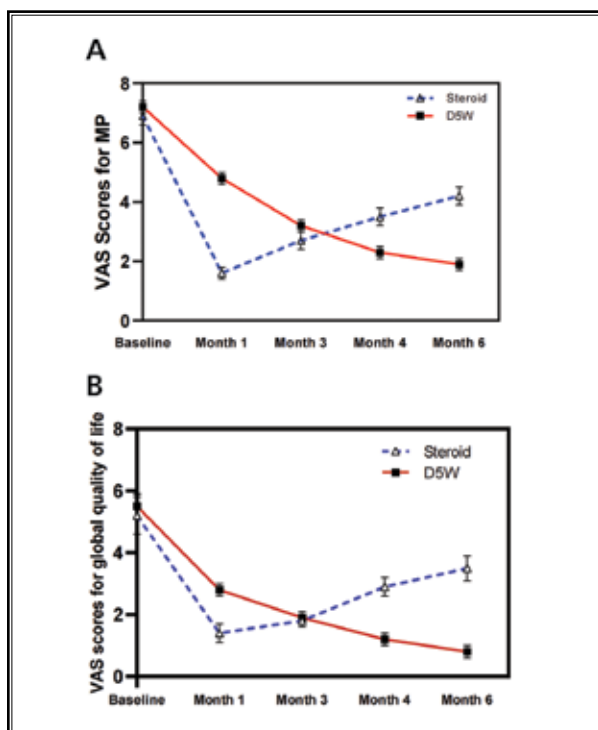 A
VAS Scores for MP
8
6
4
2
0
Steroid
D5W
Baseline Month 1 Month 3 Month 4 Month 6
B
VAS scores for global quality of life
8
6
4
2
0
Steroid
D5W
Baseline Month 1 Month 3 Month 4 Month 6